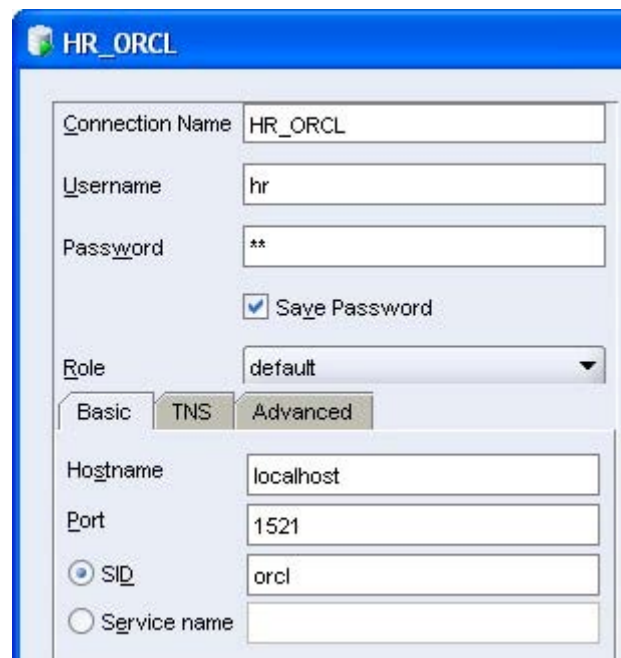 HR_ORCL
Connection Name HR_ORCL
Username hr
Password **
Save Password
Role default
Basic TNS Advanced
Hostname localhost
Port 1521
SID orcl
Service name